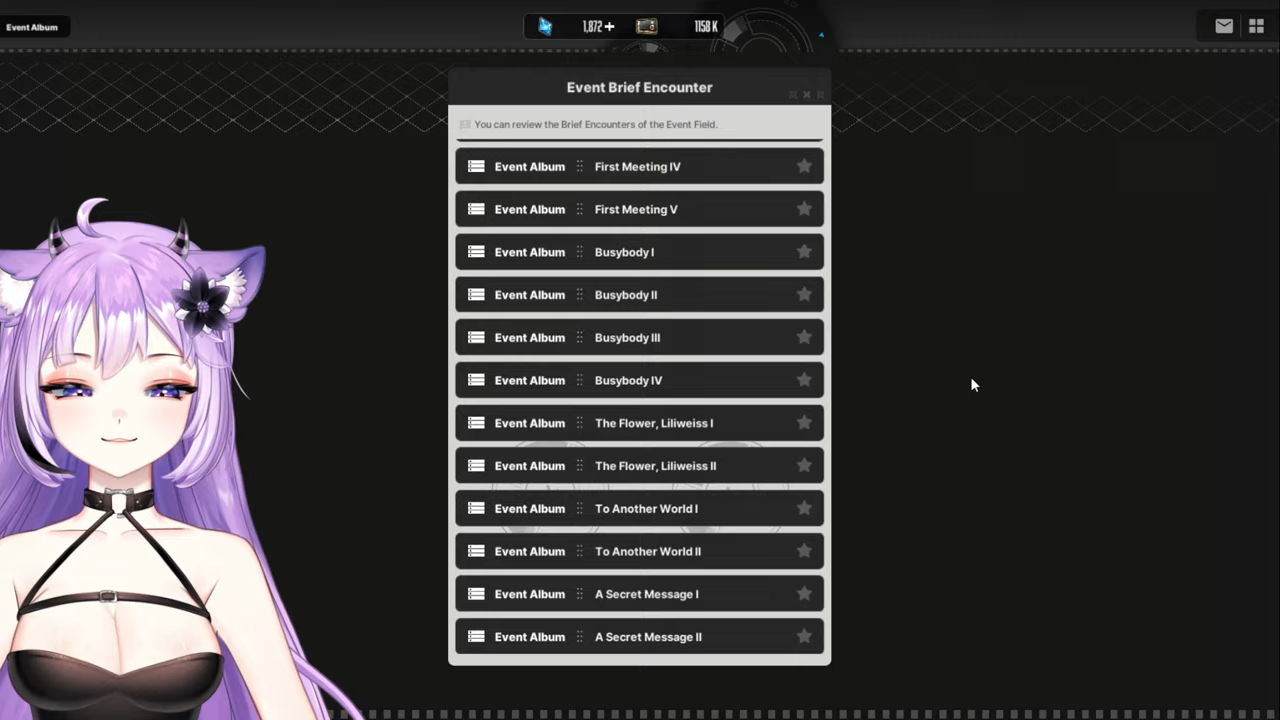 Event Album
1,872 +
1158 K
Event Brief Encounter
You can review the Brief Encounters of the Event Field.
Event Album First Meeting IV
Event Album First Meeting V
Event Album Busybody I
Event Album Busybody II
Event Album Busybody III
Event Album Busybody IV
Event Album The Flower, Liliweiss I
Event Album The Flower, Liliweiss II
Event Album To Another World I
Event Album To Another World II
Event Album A Secret Message I
Event Album A Secret Message II